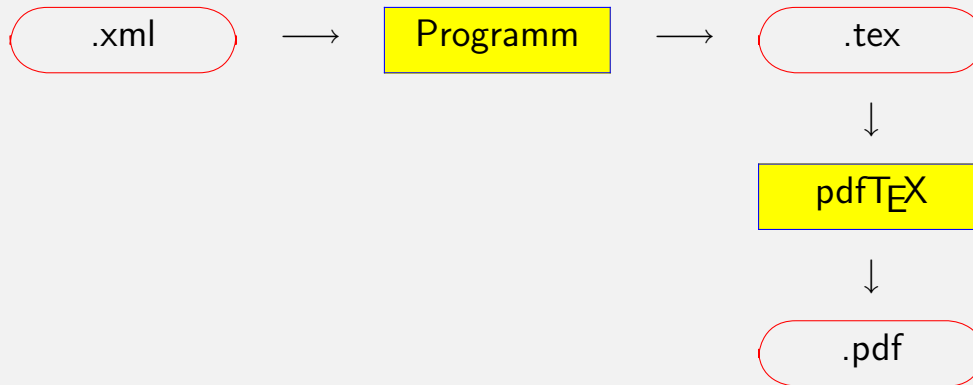 .xml → Programm → .tex
↓
pdfTEX
↓
.pdf